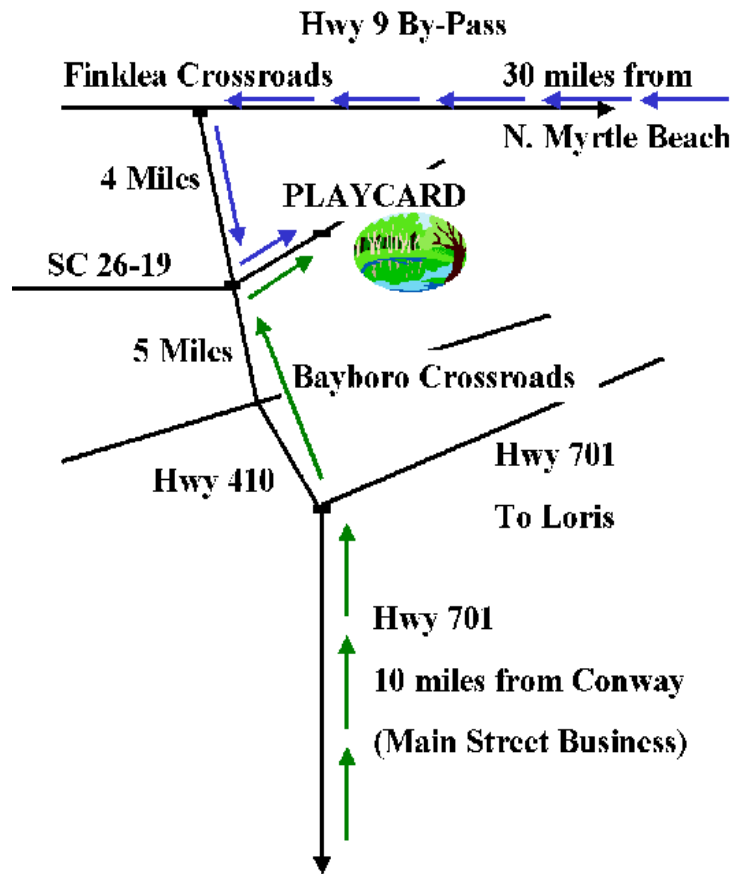 Hwy 9 By-Pass
Finklea Crossroads
30 miles from
N. Myrtle Beach
4 Miles
PLAYCARD
SC 26-19
5 Miles
Bayboro Crossroads
Hwy 410
Hwy 701
To Loris
Hwy 701
10 miles from Conway
(Main Street Business)